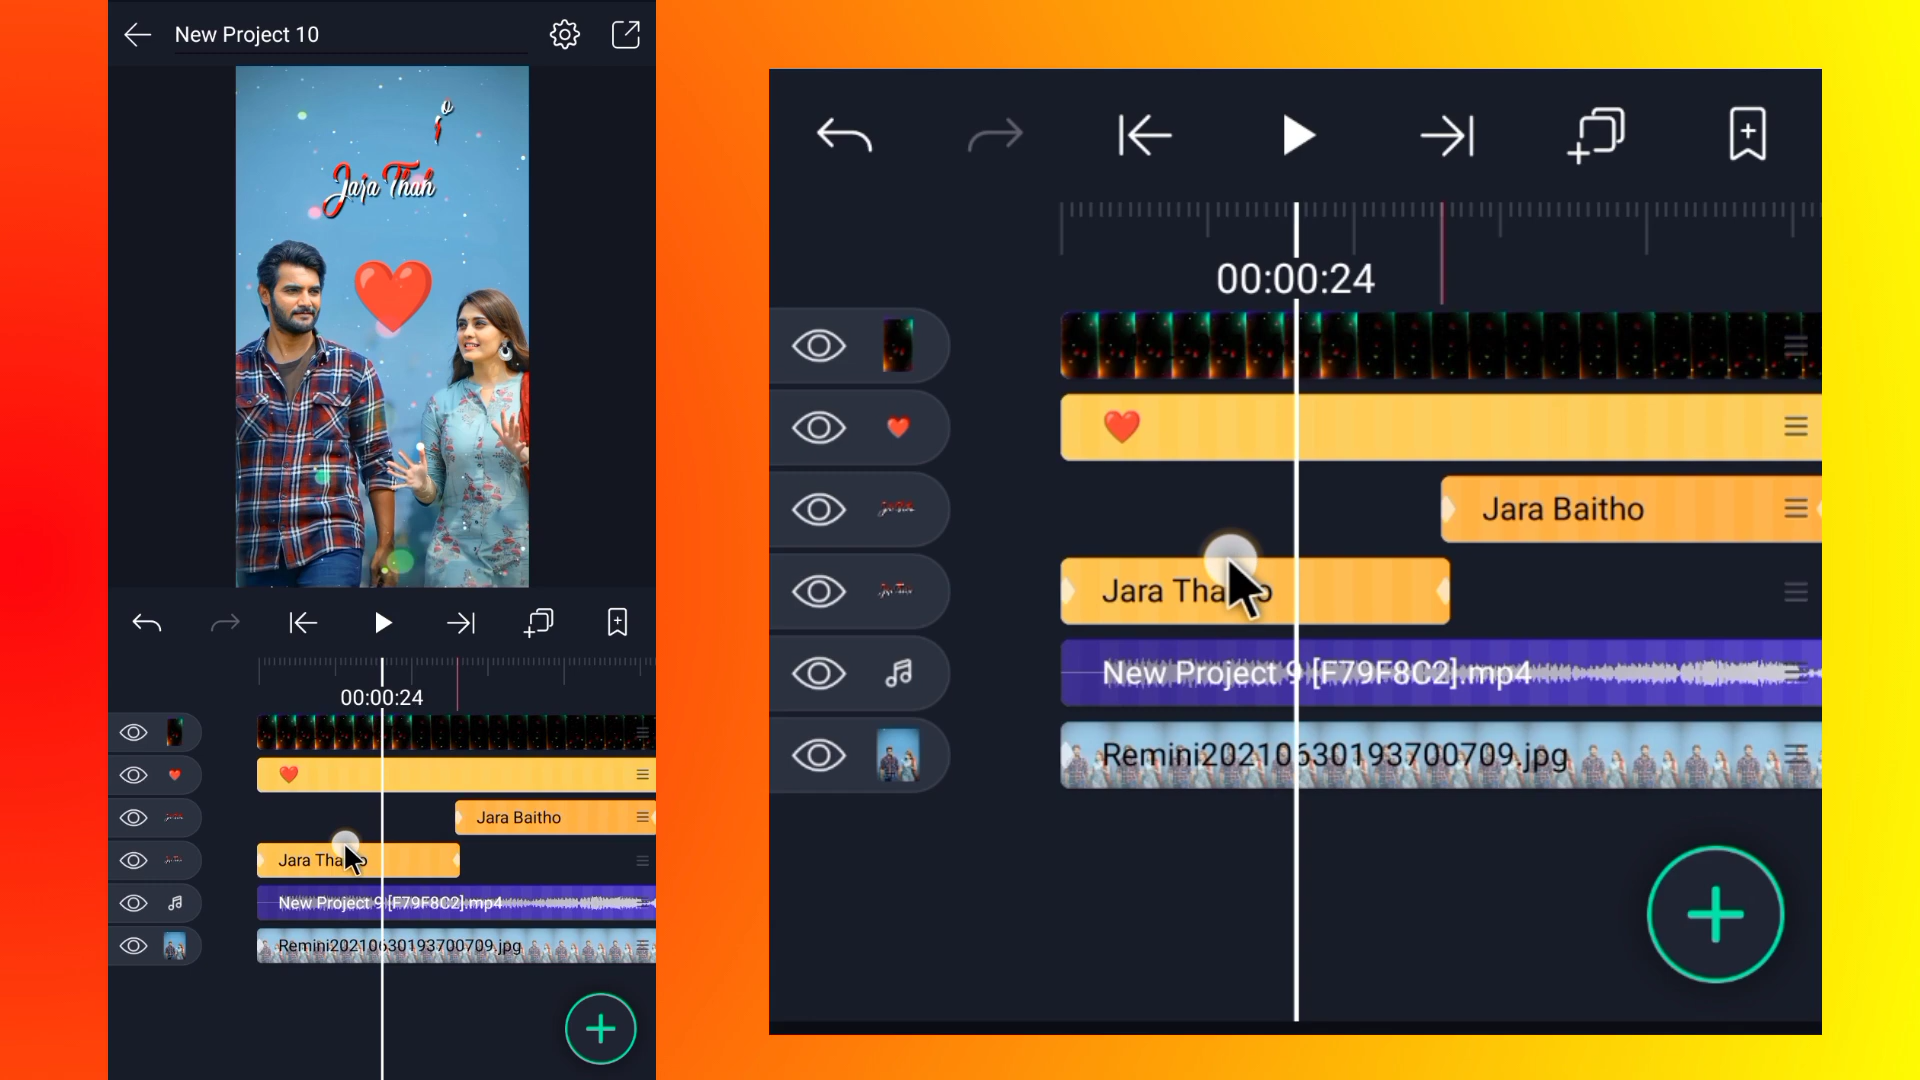 New Project 10
o
Jara Thah
00:00:24
Jara Baitho
Jara Tha
New Project 9 [F79F8C2].mp4
Remini20210630193700709.jpg
00:00:24
Jara Baitho
Jara Tha
New Project 9 [F79F8C2].mp4
Remini20210630193700709.jpg